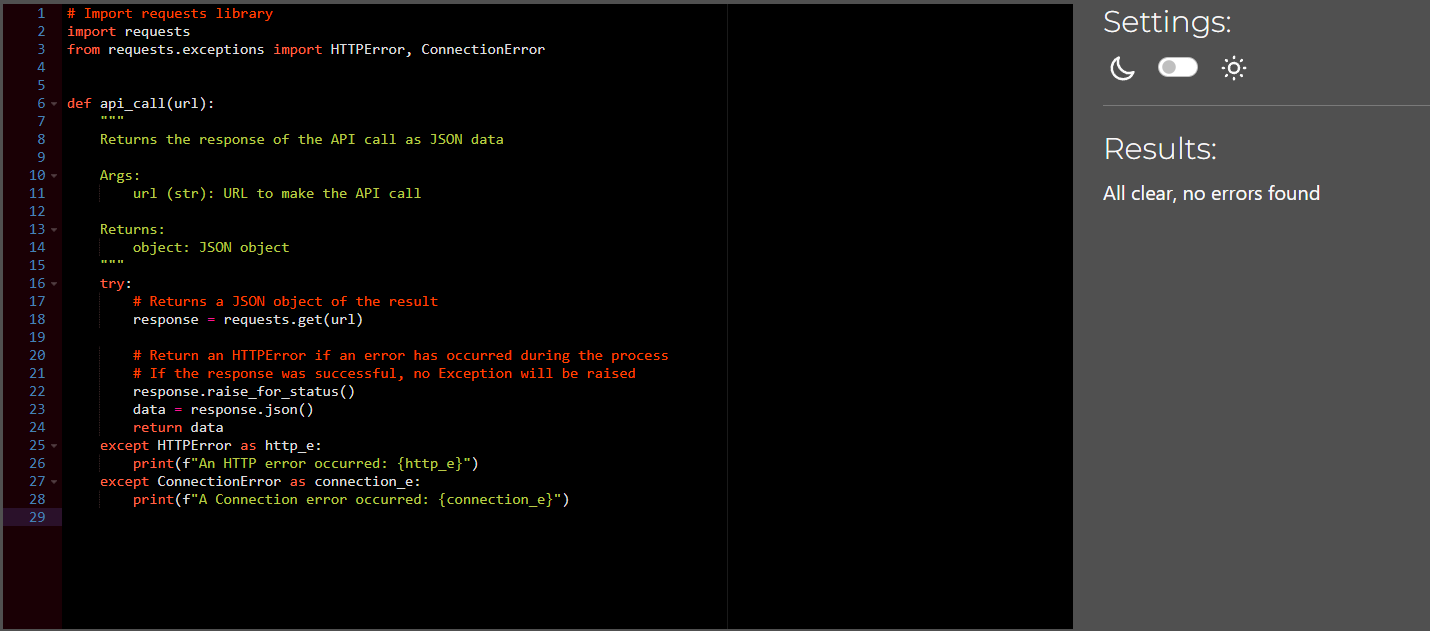 1 # Import requests library
2 import requests
3 from requests.exceptions import HTTPError, ConnectionError
4
5
6 def api_call(url):
7     """
8     Returns the response of the API call as JSON data
9
10     Args:
11         url (str): URL to make the API call
12
13     Returns:
14         object: JSON object
15     """
16     try:
17         # Returns a JSON object of the result
18         response = requests.get(url)
19
20         # Return an HTTPError if an error has occurred during the process
21         # If the response was successful, no Exception will be raised
22         response.raise_for_status()
23         data = response.json()
24         return data
25     except HTTPError as http_e:
26         print(f"An HTTP error occurred: {http_e}")
27     except ConnectionError as connection_e:
28         print(f"A Connection error occurred: {connection_e}")
29
Settings:
Results:
All clear, no errors found